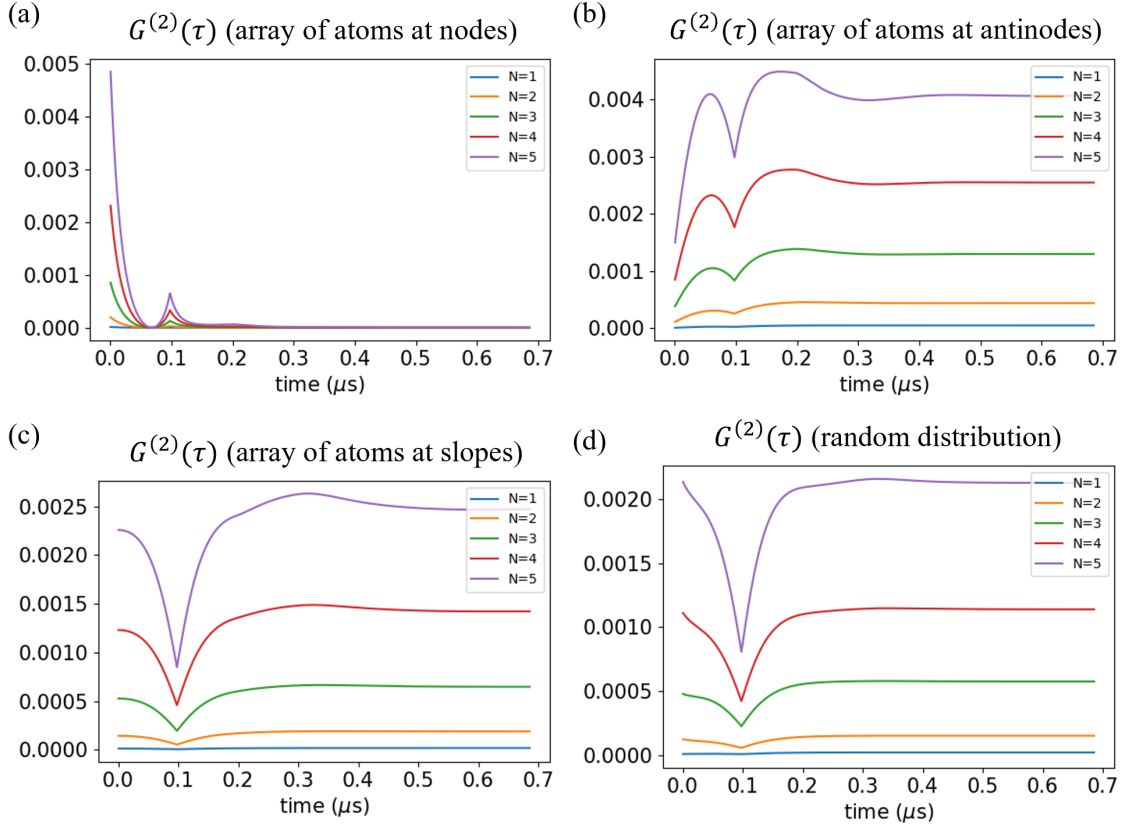 (a)
G^(2)(τ) (array of atoms at nodes)
0.005
0.004
0.003
0.002
0.001
0.000
N=1
N=2
N=3
N=4
N=5
0.0 0.1 0.2 0.3 0.4 0.5 0.6 0.7
time (μs)
(b)
G^(2)(τ) (array of atoms at antinodes)
0.004
0.003
0.002
0.001
0.000
N=1
N=2
N=3
N=4
N=5
0.0 0.1 0.2 0.3 0.4 0.5 0.6 0.7
time (μs)
(c)
G^(2)(τ) (array of atoms at slopes)
0.0025
0.0020
0.0015
0.0010
0.0005
0.0000
N=1
N=2
N=3
N=4
N=5
0.0 0.1 0.2 0.3 0.4 0.5 0.6 0.7
time (μs)
(d)
G^(2)(τ) (random distribution)
0.0020
0.0015
0.0010
0.0005
0.0000
N=1
N=2
N=3
N=4
N=5
0.0 0.1 0.2 0.3 0.4 0.5 0.6 0.7
time (μs)